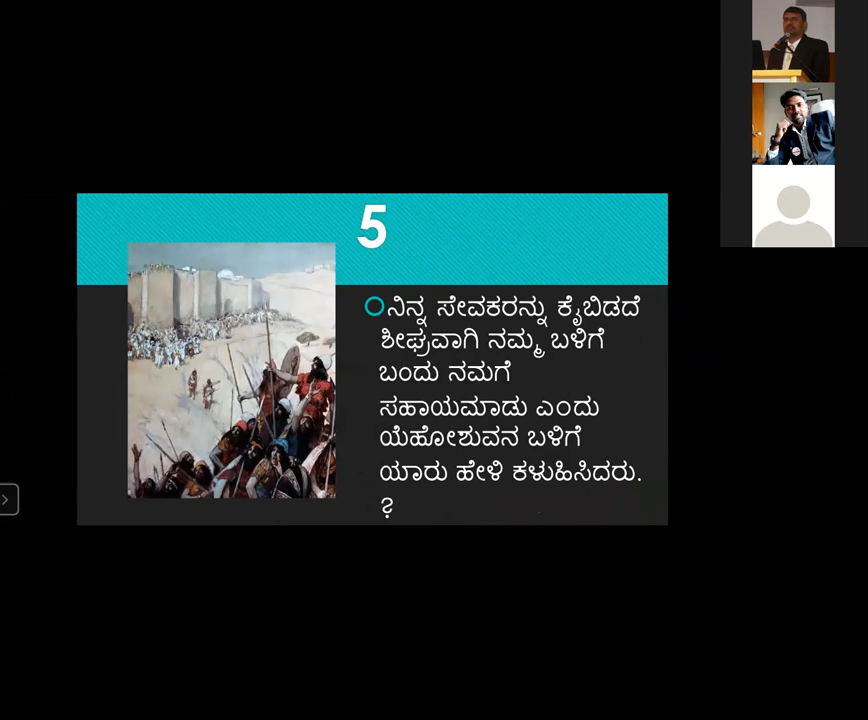 5
ನಿನ್ನ ಸೇವಕರನ್ನು ಕೈಬಿಡದೆ
ಶೀಘ್ರವಾಗಿ ನಮ್ಮ ಬಳಿಗೆ
ಬಂದು ನಮಗೆ
ಸಹಾಯಮಾಡು ಎಂದು
ಯೆಹೋಶುವನ ಬಳಿಗೆ
ಯಾರು ಹೇಳಿ ಕಳುಹಿಸಿದರು.
?